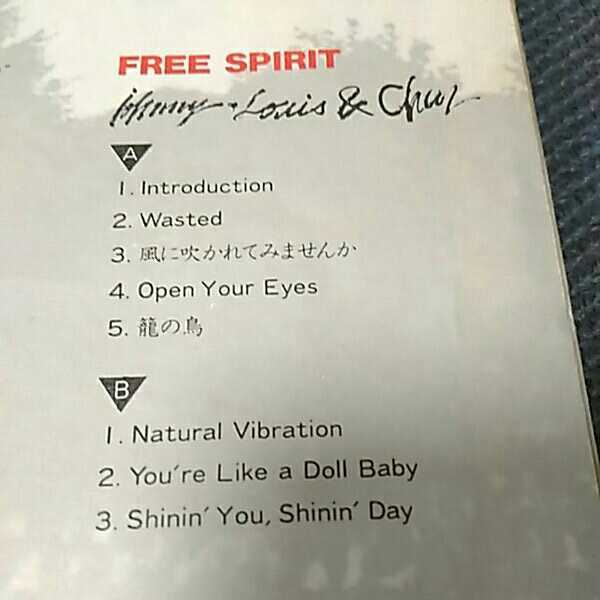 FREE SPIRIT
Johnny, Louis & Char
A
1. Introduction
2. Wasted
3. 風に吹かれてみませんか
4. Open Your Eyes
5. 籠の鳥
B
1. Natural Vibration
2. You're Like a Doll Baby
3. Shinin' You, Shinin' Day